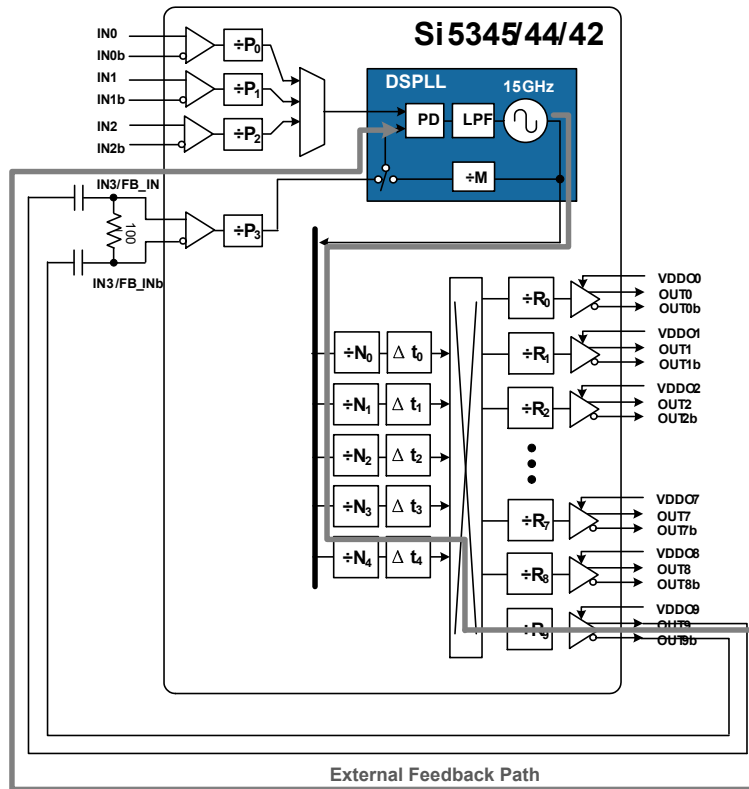 Si5345/44/42
IN0
IN0b
÷P0
IN1
IN1b
÷P1
IN2
IN2b
÷P2
DSPLL
15GHz
PD
LPF
÷M
IN3/FB_IN
100
÷P3
IN3/FB_INb
÷R0
VDDO0
OUT0
OUT0b
÷N0
Δ t0
÷R1
VDDO1
OUT1
OUT1b
÷N1
Δ t1
÷R2
VDDO2
OUT2
OUT2b
÷N2
Δ t2
÷N3
Δ t3
÷R7
VDDO7
OUT7
OUT7b
÷N4
Δ t4
÷R8
VDDO8
OUT8
OUT8b
÷R9
VDDO9
OUT9
OUT9b
External Feedback Path